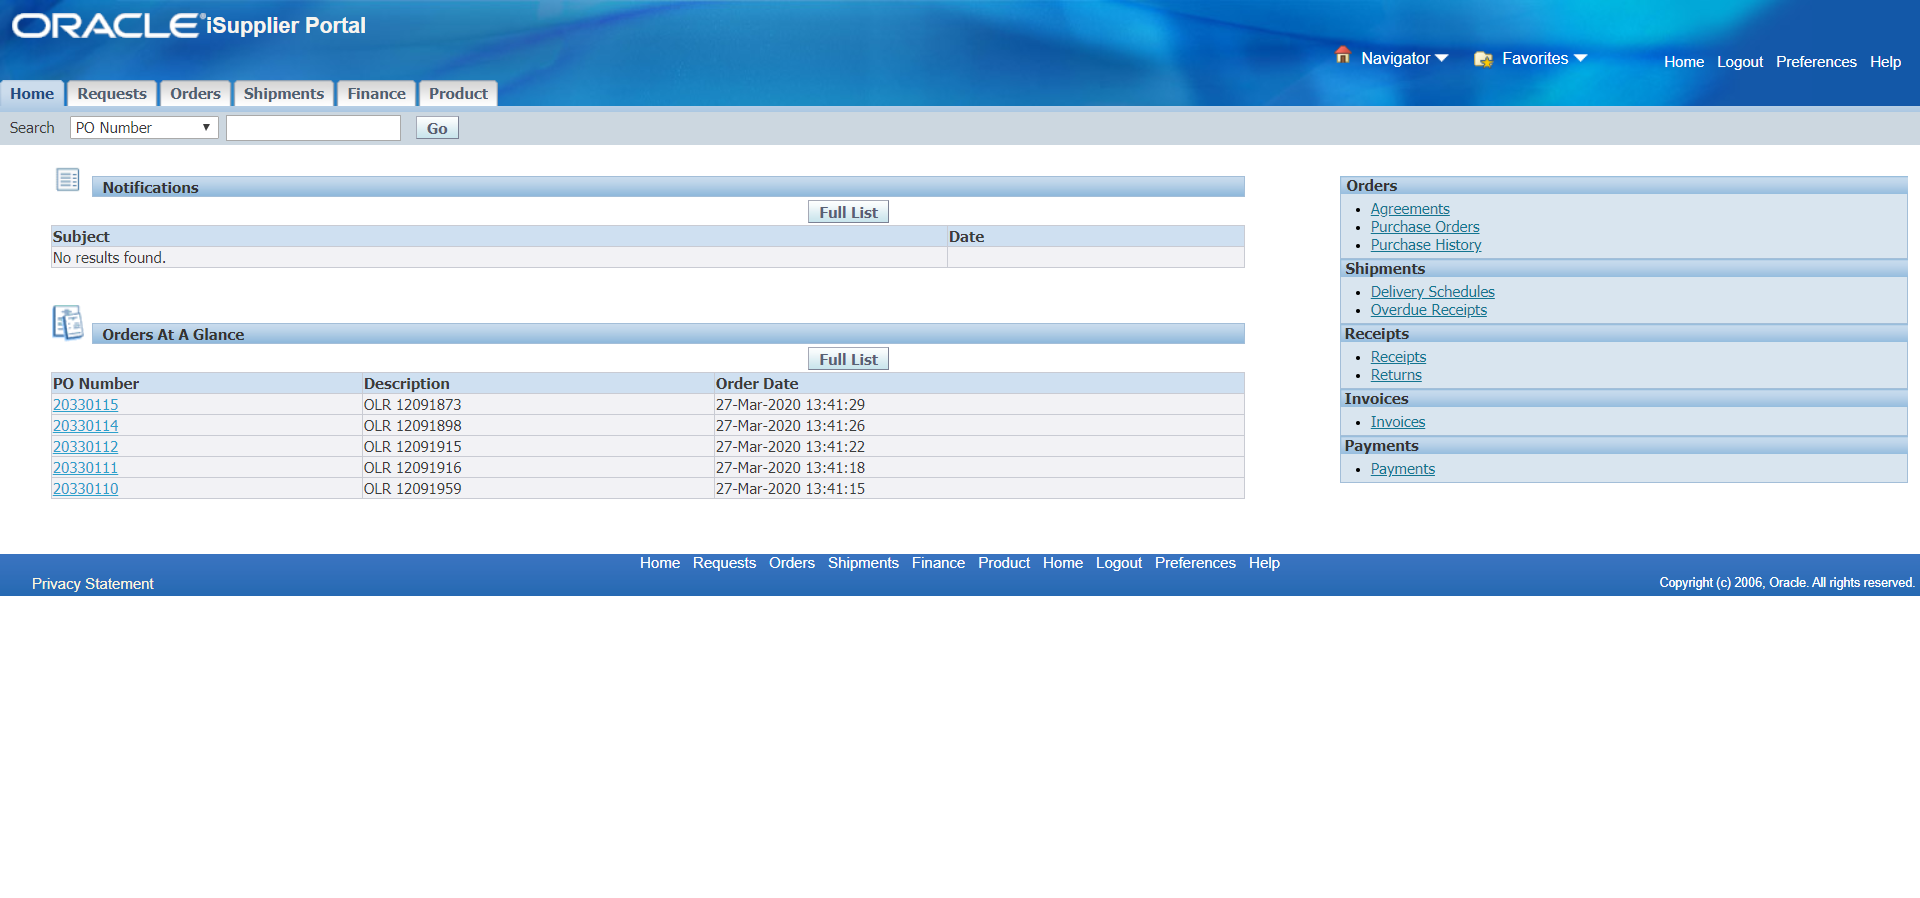 ORACLE® iSupplier Portal
Navigator Favorites Home Logout Preferences Help
Home Requests Orders Shipments Finance Product
Search PO Number Go
Notifications
Full List
Subject Date
No results found.
Orders At A Glance
Full List
PO Number Description Order Date
20330115 OLR 12091873 27-Mar-2020 13:41:29
20330114 OLR 12091898 27-Mar-2020 13:41:26
20330112 OLR 12091915 27-Mar-2020 13:41:22
20330111 OLR 12091916 27-Mar-2020 13:41:18
20330110 OLR 12091959 27-Mar-2020 13:41:15
Orders
Agreements
Purchase Orders
Purchase History
Shipments
Delivery Schedules
Overdue Receipts
Receipts
Receipts
Returns
Invoices
Invoices
Payments
Payments
Home Requests Orders Shipments Finance Product Home Logout Preferences Help
Privacy Statement
Copyright (c) 2006, Oracle. All rights reserved.